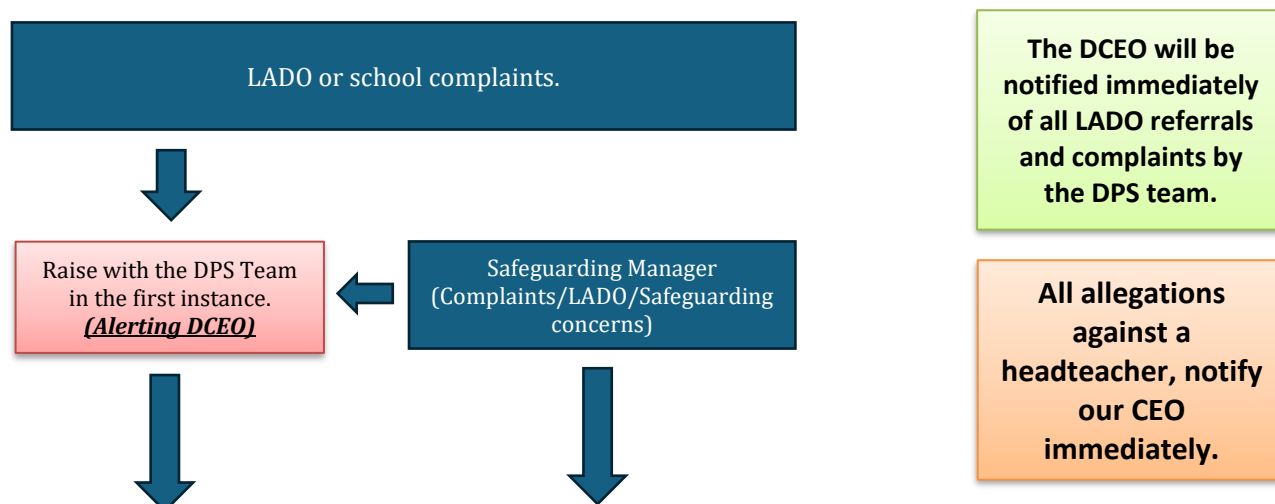 LADO or school complaints.
The DCEO will be
notified immediately
of all LADO referrals
and complaints by
the DPS team.
Raise with the DPS Team
in the first instance.
(Alerting DCEO)
Safeguarding Manager
(Complaints/LADO/Safeguarding
concerns)
All allegations
against a
headteacher, notify
our CEO
immediately.